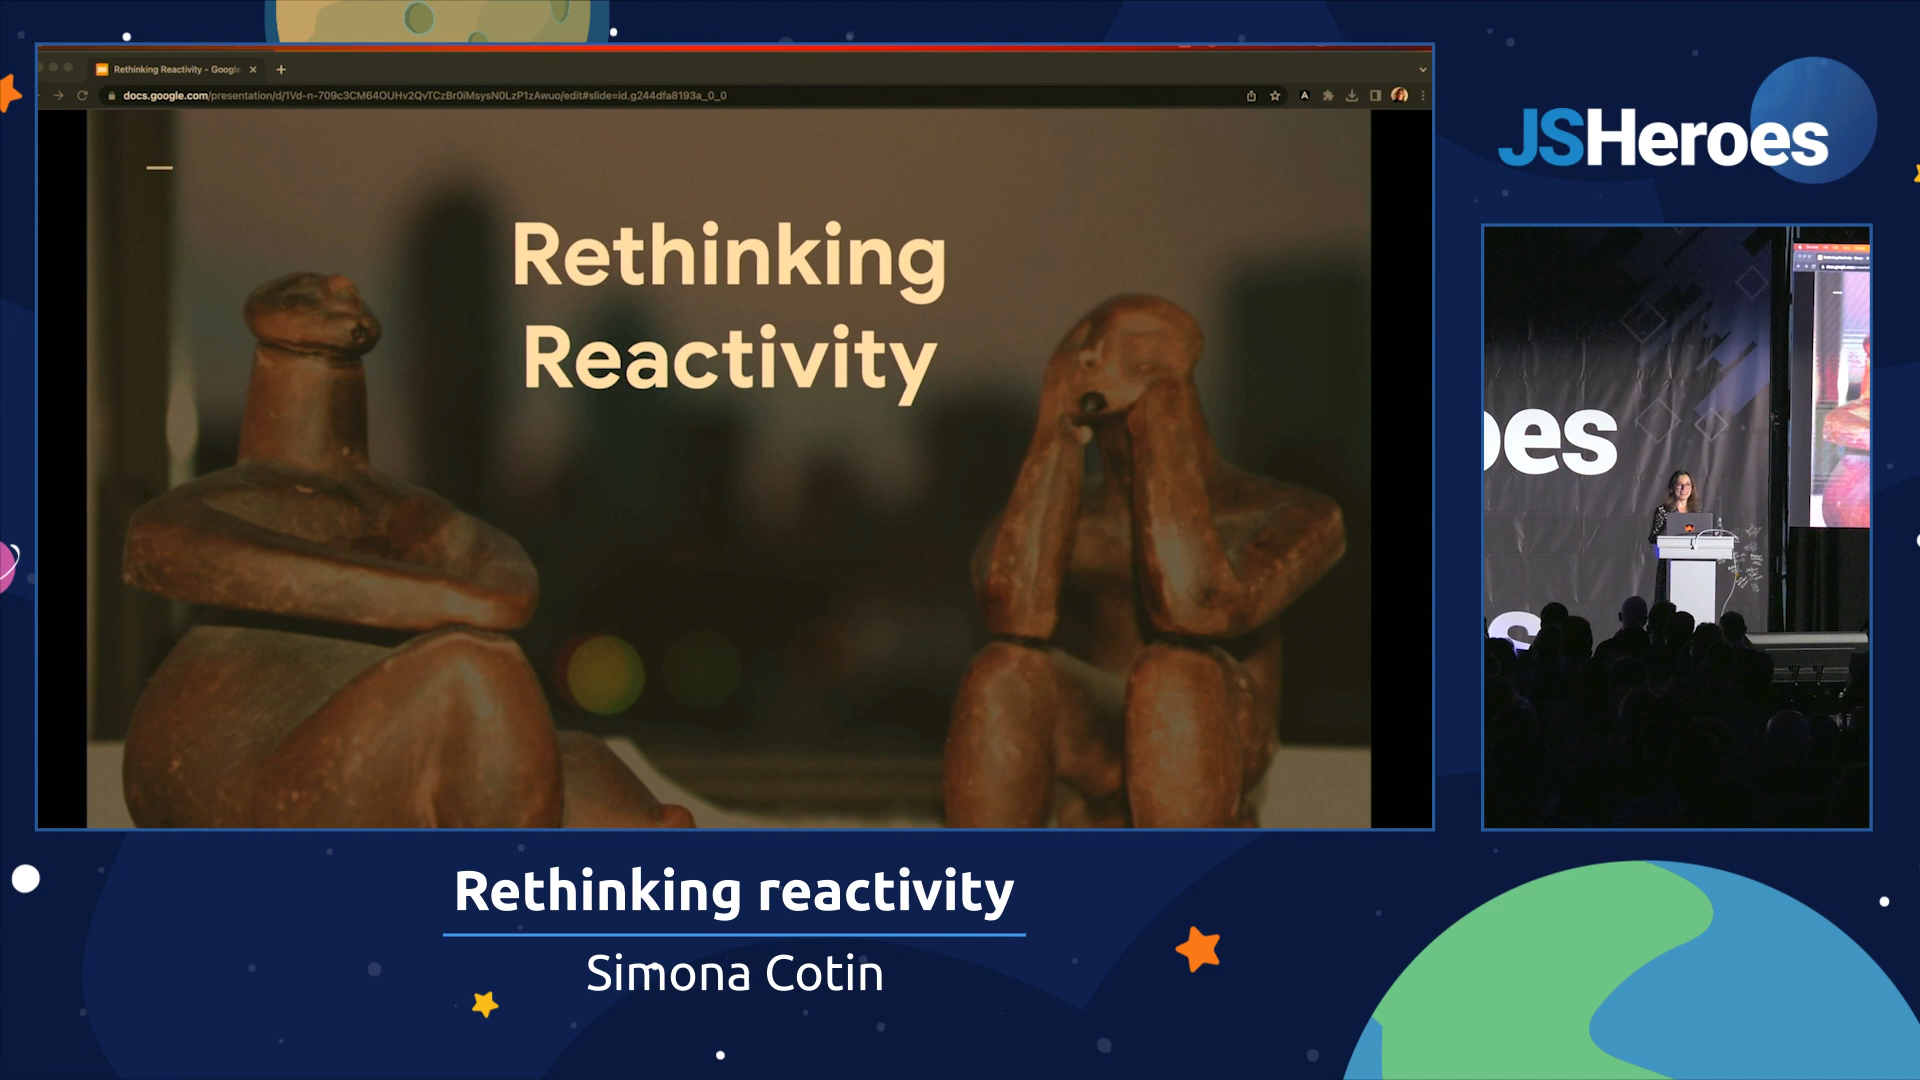 Rethinking Reactivity - Google
docs.google.com/presentation/d/1Vd-n-709c3CM64OUHv2QvTCzBr0iMsysN0LzP1zAwuo/edit#slide=id.g244dfa8193a_0_0
Rethinking
Reactivity
JSHeroes
oes
s
Rethinking reactivity
Simona Cotin